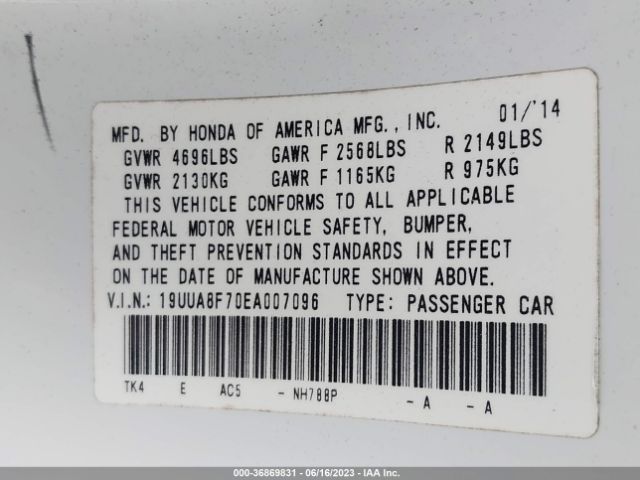 MFD. BY HONDA OF AMERICA MFG., INC. 01/'14
GVWR 4696LBS GAWR F 2568LBS R 2149LBS
GVWR 2130KG GAWR F 1165KG R 975KG
THIS VEHICLE CONFORMS TO ALL APPLICABLE
FEDERAL MOTOR VEHICLE SAFETY, BUMPER,
AND THEFT PREVENTION STANDARDS IN EFFECT
ON THE DATE OF MANUFACTURE SHOWN ABOVE.
V.I.N.: 19UUA8F70EA007096 TYPE: PASSENGER CAR
TK4 E AC5 - NH788P - A - A
000-36869831 - 06/16/2023 - IAA Inc.